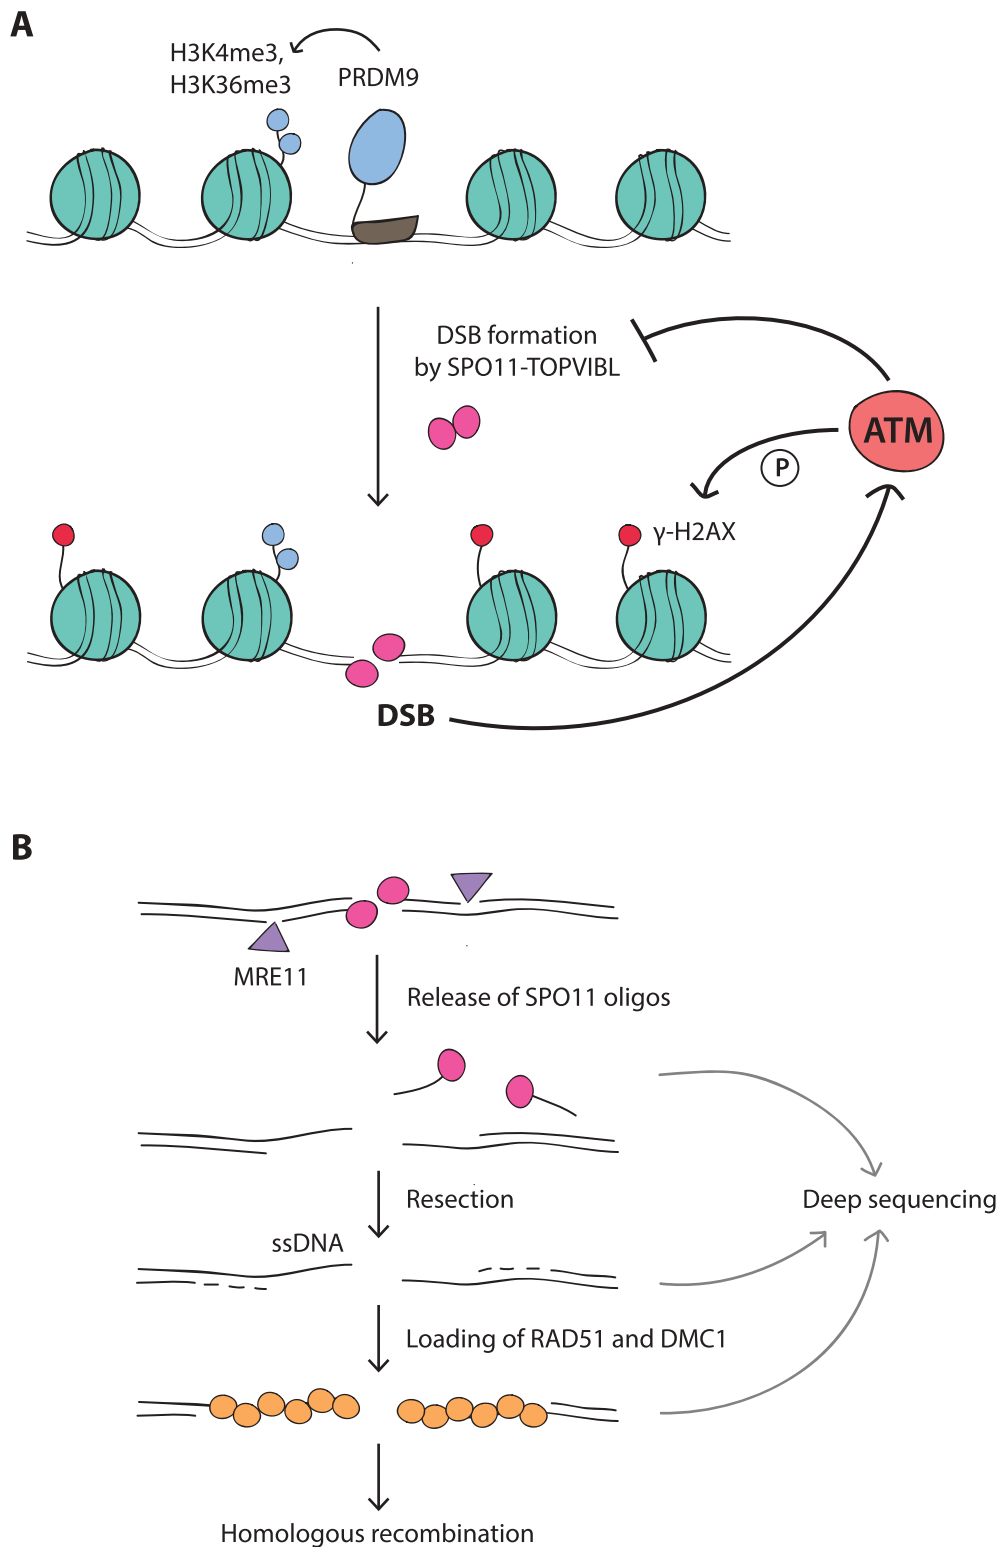 A
H3K4me3,
H3K36me3
PRDM9
DSB formation
by SPO11-TOPVIBL
ATM
P
γ-H2AX
DSB
B
MRE11
Release of SPO11 oligos
Resection
Deep sequencing
ssDNA
Loading of RAD51 and DMC1
Homologous recombination